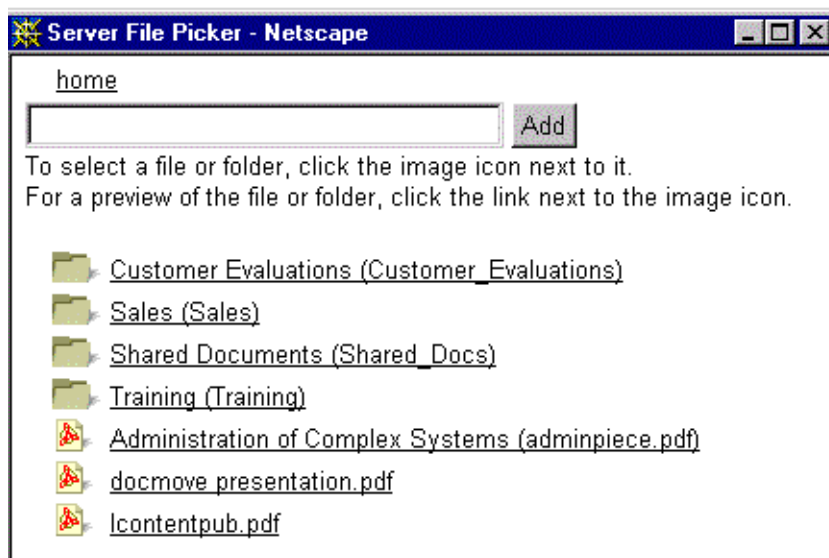 Server File Picker - Netscape
home
Add
To select a file or folder, click the image icon next to it.
For a preview of the file or folder, click the link next to the image icon.
Customer Evaluations (Customer_Evaluations)
Sales (Sales)
Shared Documents (Shared_Docs)
Training (Training)
Administration of Complex Systems (adminpiece.pdf)
docmove presentation.pdf
lcontentpub.pdf